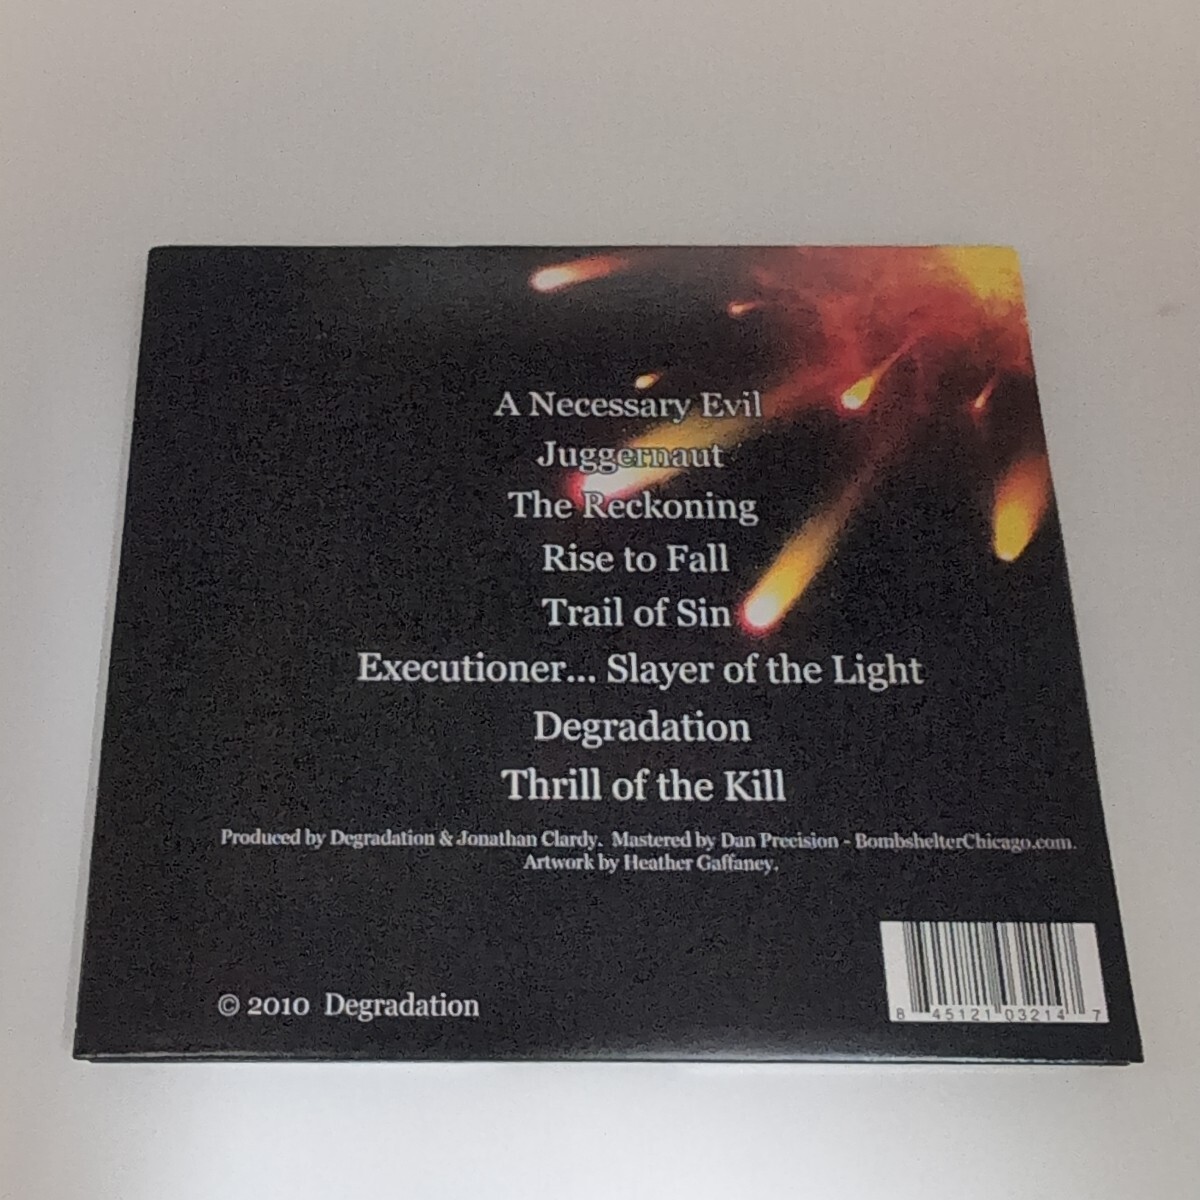 A Necessary Evil
Juggernaut
The Reckoning
Rise to Fall
Trail of Sin
Executioner... Slayer of the Light
Degradation
Thrill of the Kill
Produced by Degradation & Jonathan Clardy. Mastered by Dan Precision - BombshelterChicago.com.
Artwork by Heather Gaffaney.
© 2010 Degradation
8 45121 03214 7